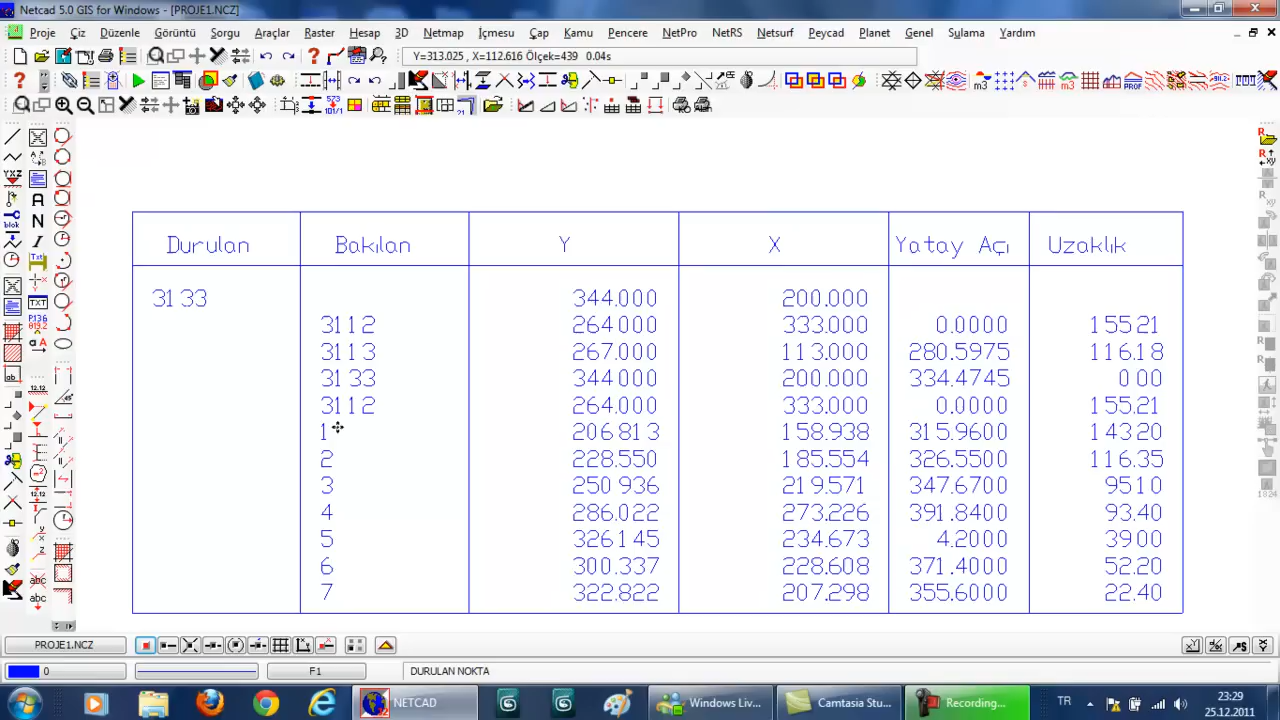 Netcad 5.0 GIS for Windows - [PROJE1.NCZ]
Proje Çiz Düzenle Görüntü Sorgu Araçlar Raster Hesap 3D Netmap İçmesu Çap Kamu Pencere NetPro NetRS Netsurf Peycad Planet Genel Sulama Yardım
Y=313.025 , X=112.616 Ölçek=439 0.04s
Durulan Bakılan Y X Yatay Açı Uzaklık
3133 344.000 200.000
3112 264.000 333.000 0.0000 155.21
3113 267.000 113.000 280.5975 116.18
3133 344.000 200.000 334.4745 0.00
3112 264.000 333.000 0.0000 155.21
1 206.813 158.938 315.9600 143.20
2 228.550 185.554 326.5500 116.35
3 250.936 219.571 347.6700 95.10
4 286.022 273.226 391.8400 93.40
5 326.145 234.673 4.2000 39.00
6 300.337 228.608 371.4000 52.20
7 322.822 207.298 355.6000 22.40
PROJE1.NCZ
0 F1 DURULAN NOKTA
NETCAD Windows Liv... Camtasia Stu... Recording... TR 23:29
25.12.2011